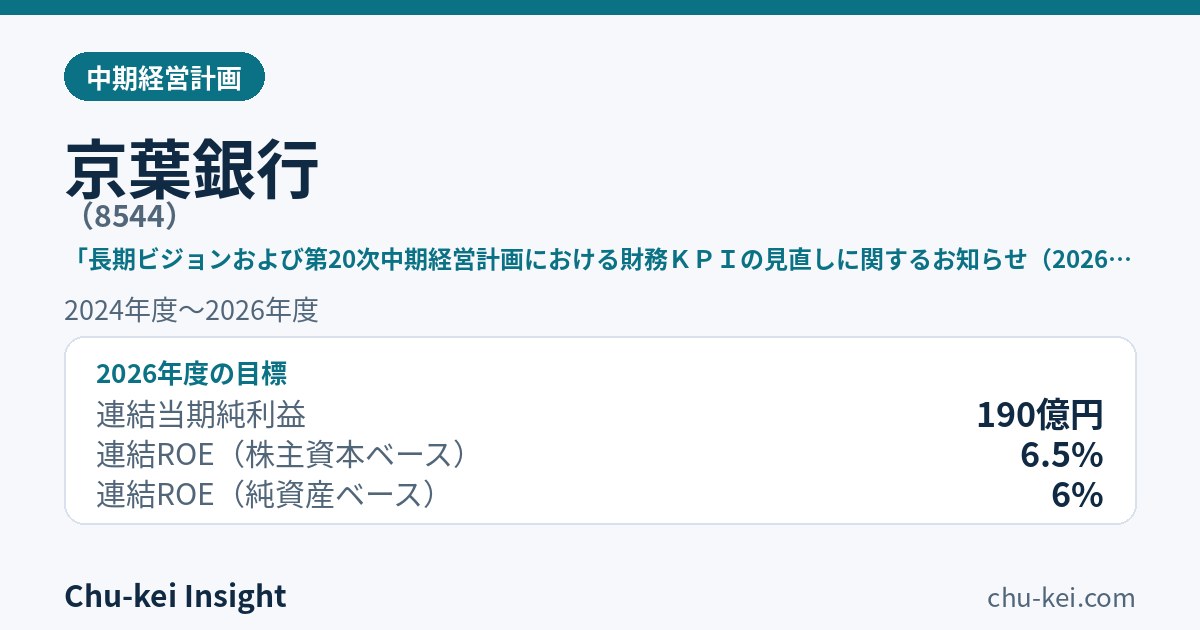 中期経営計画
京葉銀行
（8544）
「長期ビジョンおよび第20次中期経営計画における財務ＫＰＩの見直しに関するお知らせ（2026…
2024年度～2026年度
2026年度の目標
連結当期純利益 190億円
連結ROE（株主資本ベース） 6.5%
連結ROE（純資産ベース） 6%
Chu-kei Insight chu-kei.com